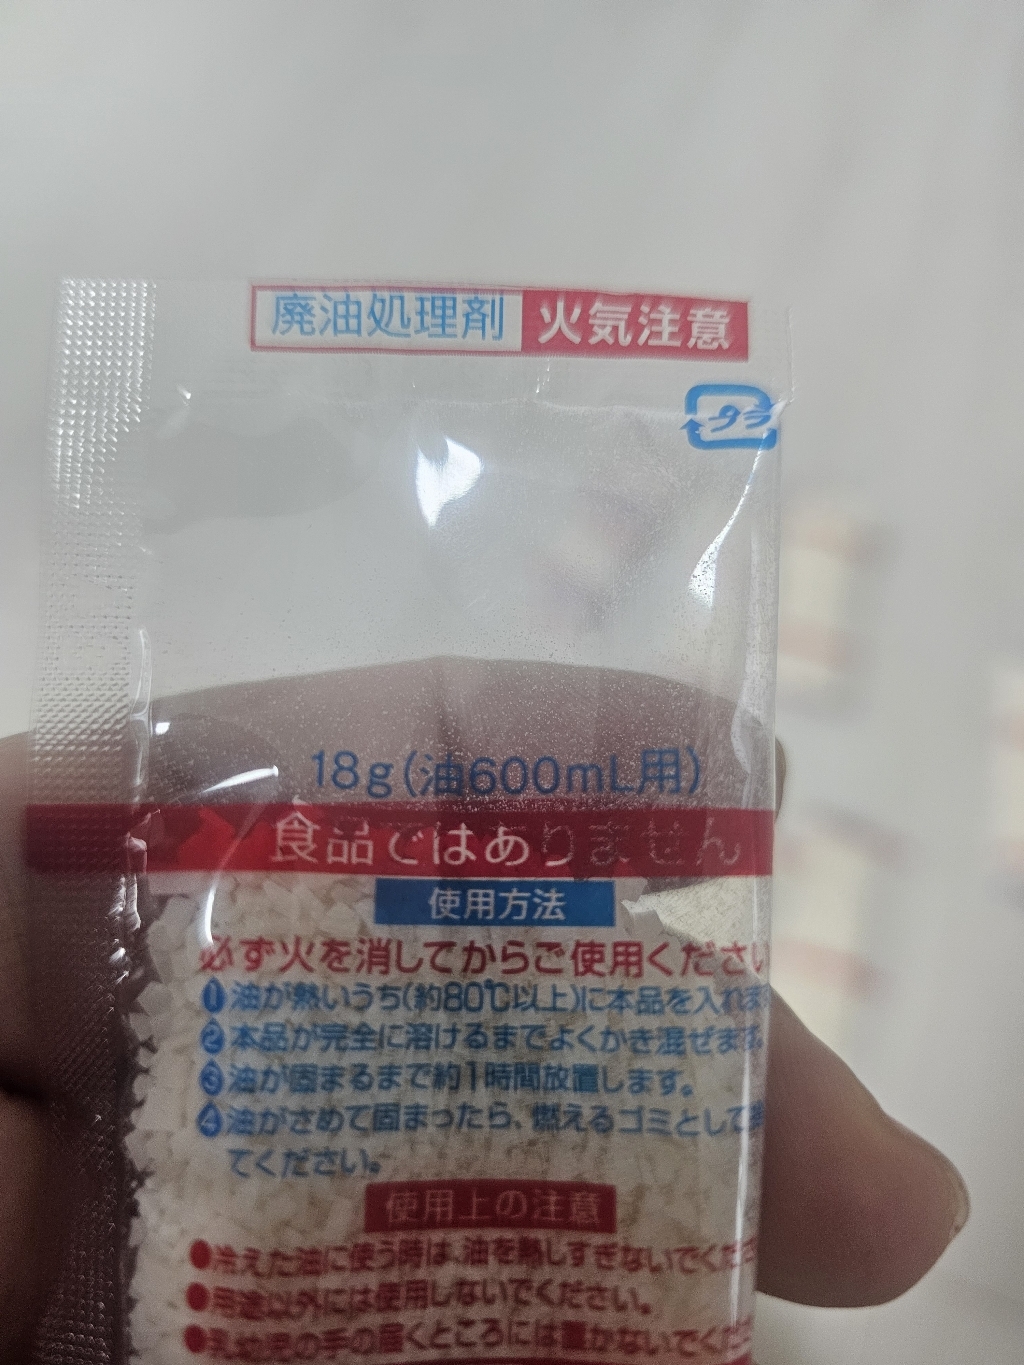 廃油処理剤 火気注意
プラ
18g(油600mL用)
食品ではありません
使用方法
必ず火を消してからご使用ください
❶油が熱いうち(約80℃以上)に本品を入れま
❷本品が完全に溶けるまでよくかき混ぜます。
❸油が固まるまで約1時間放置します。
❹油がさめて固まったら、燃えるゴミとして
てください。
使用上の注意
●冷えた油に使う時は、油を熱しすぎないでくださ
●用途以外には使用しないでください。
●乳幼児の手の届くところには置かないでくだ